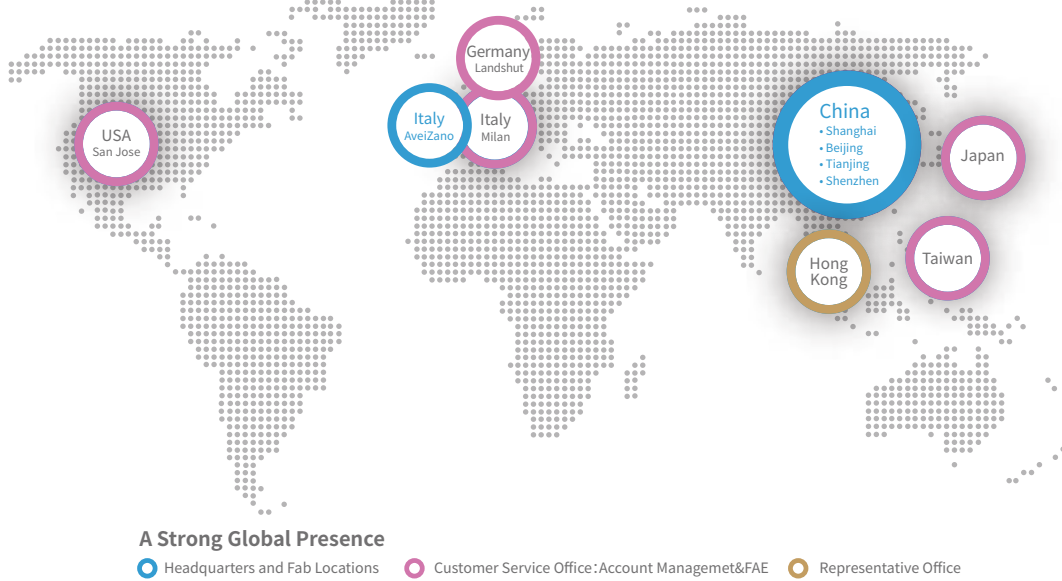 Germany
Landshut
Italy
AveiZano
Italy
Milan
USA
San Jose
China
• Shanghai
• Beijing
• Tianjing
• Shenzhen
Japan
Hong
Kong
Taiwan
A Strong Global Presence
Headquarters and Fab Locations
Customer Service Office:Account Managemet&FAE
Representative Office